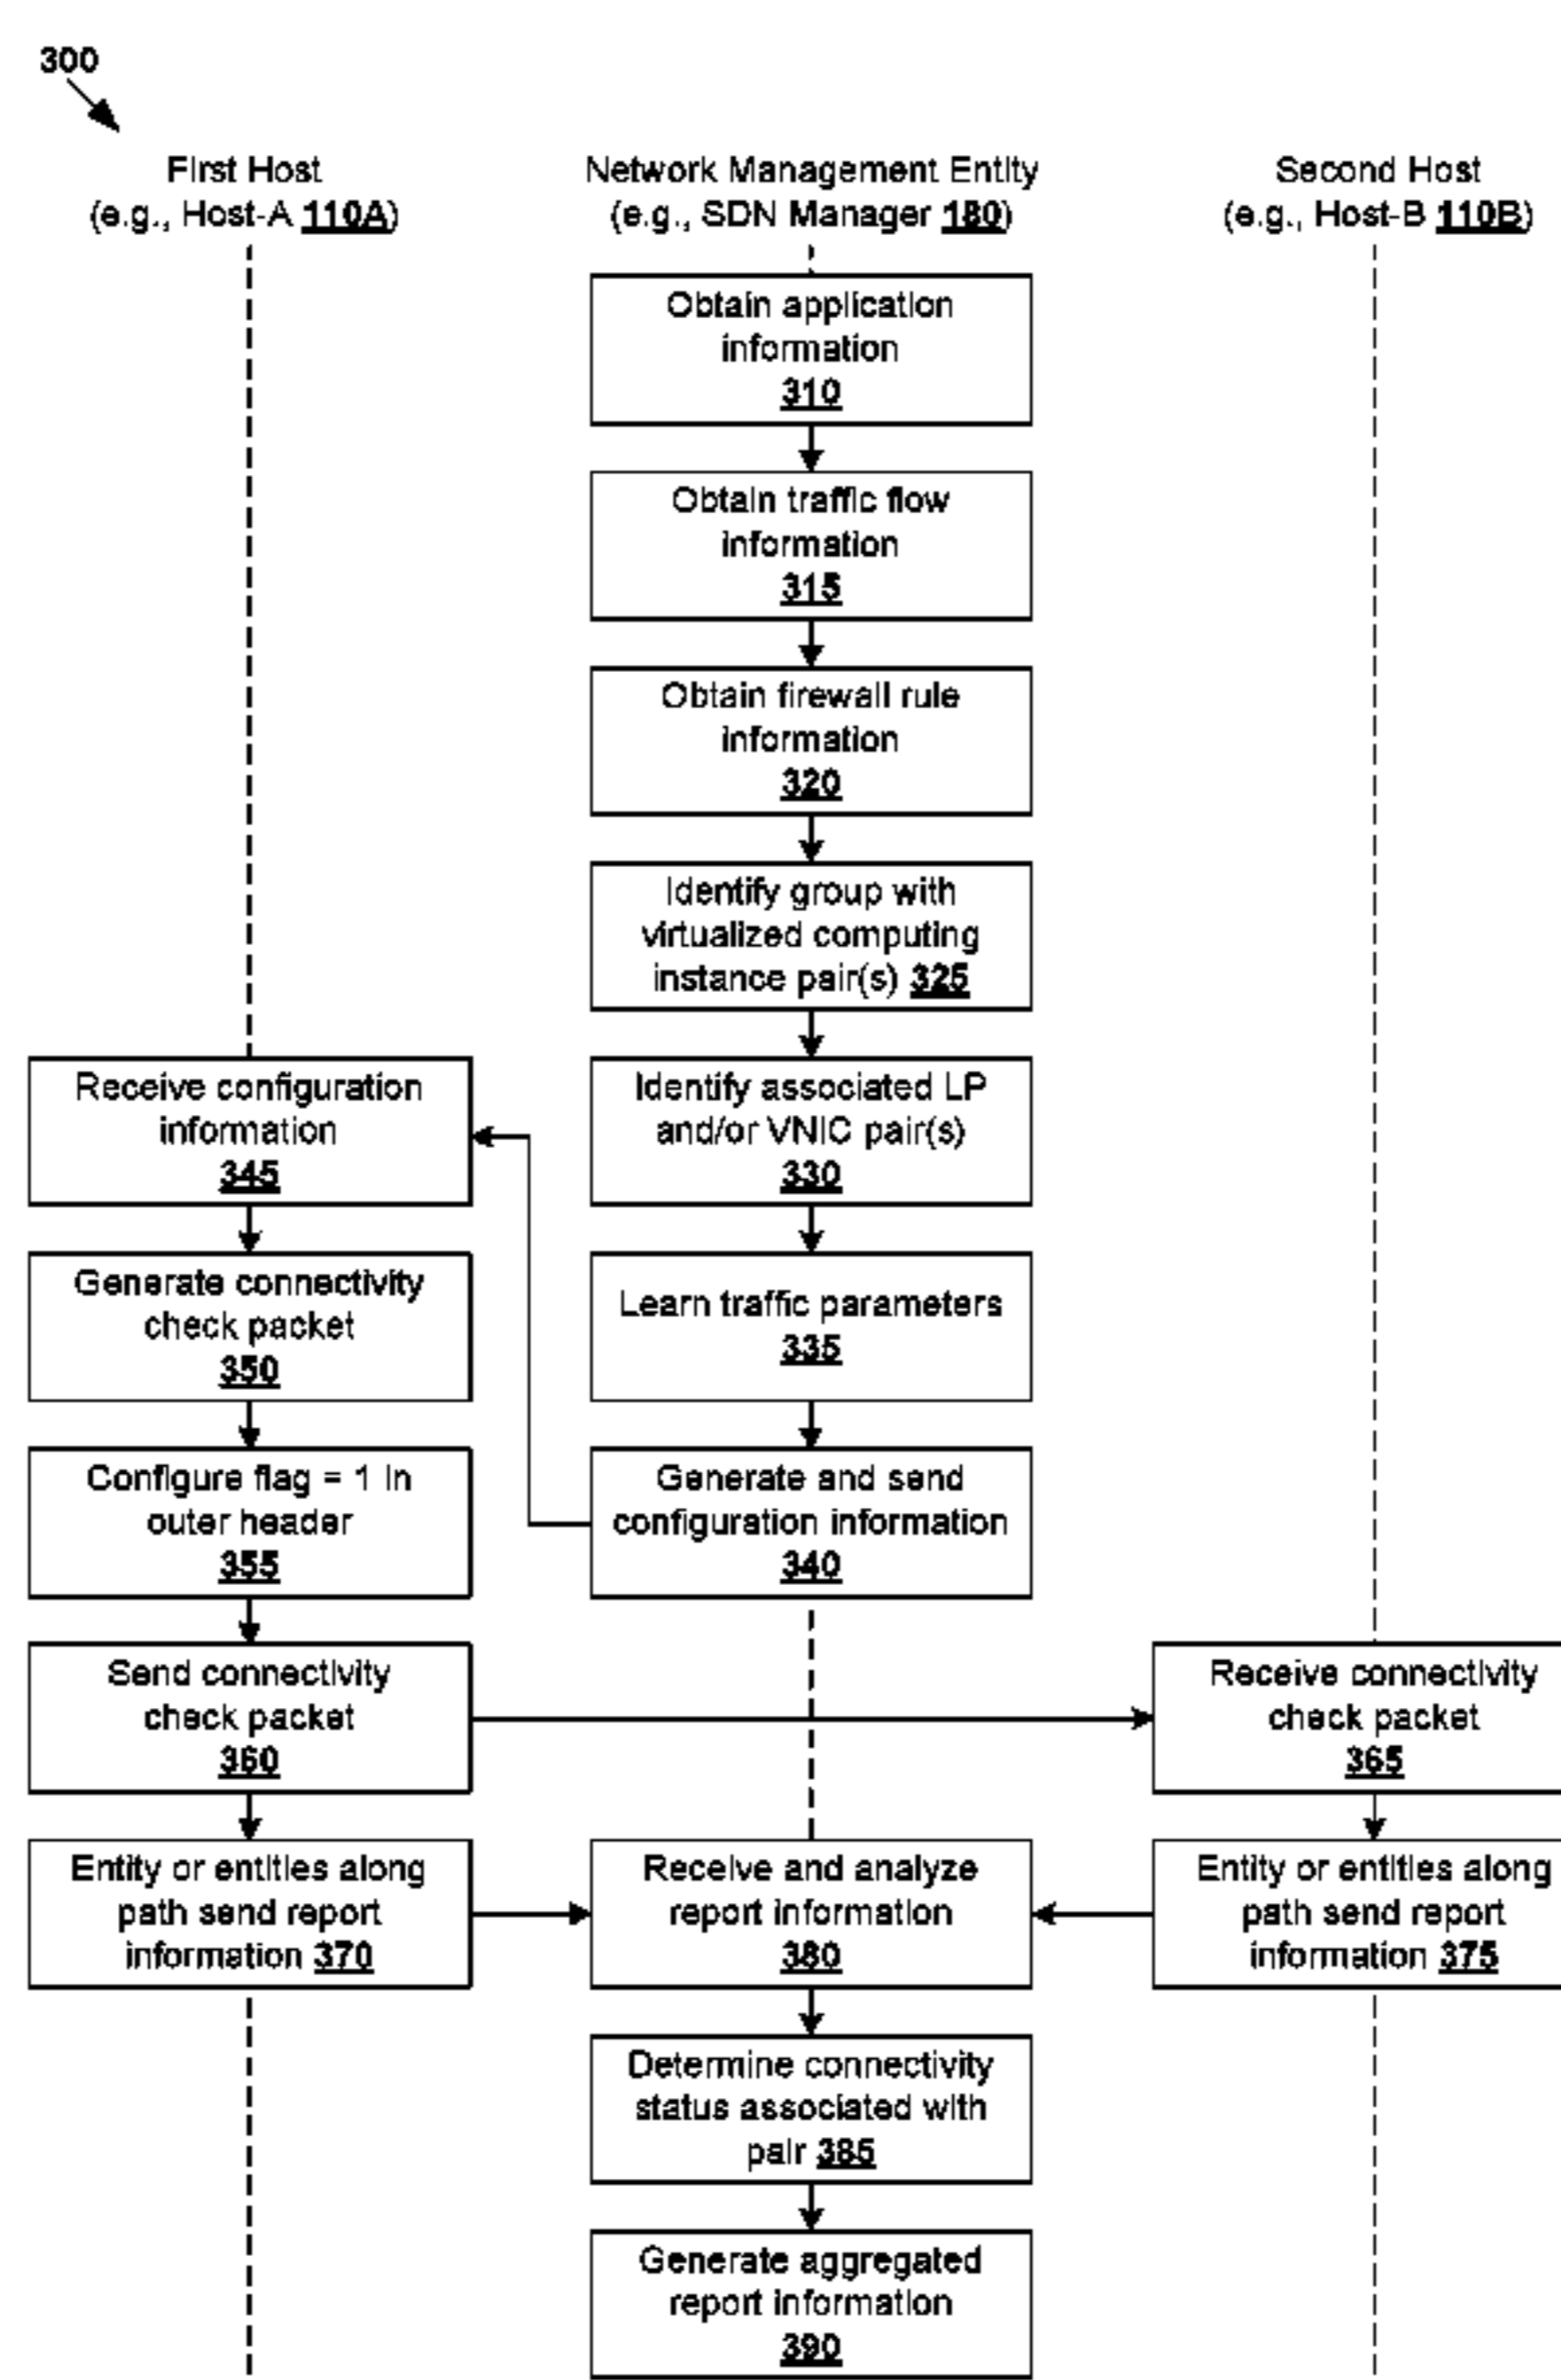 300
First Host
(e.g., Host-A 110A)
Network Management Entity
(e.g., SDN Manager 180)
Second Host
(e.g., Host-B 110B)
Obtain application
information
310
Obtain traffic flow
information
315
Obtain firewall rule
information
320
Identify group with
virtualized computing
instance pair(s) 325
Identify associated LP
and/or VNIC pair(s)
330
Learn traffic parameters
335
Generate and send
configuration information
340
Receive configuration
information
345
Generate connectivity
check packet
350
Configure flag = 1 in
outer header
355
Send connectivity
check packet
360
Receive connectivity
check packet
365
Entity or entities along
path send report
information 370
Receive and analyze
report information
380
Entity or entities along
path send report
information 375
Determine connectivity
status associated with
pair 385
Generate aggregated
report information
390